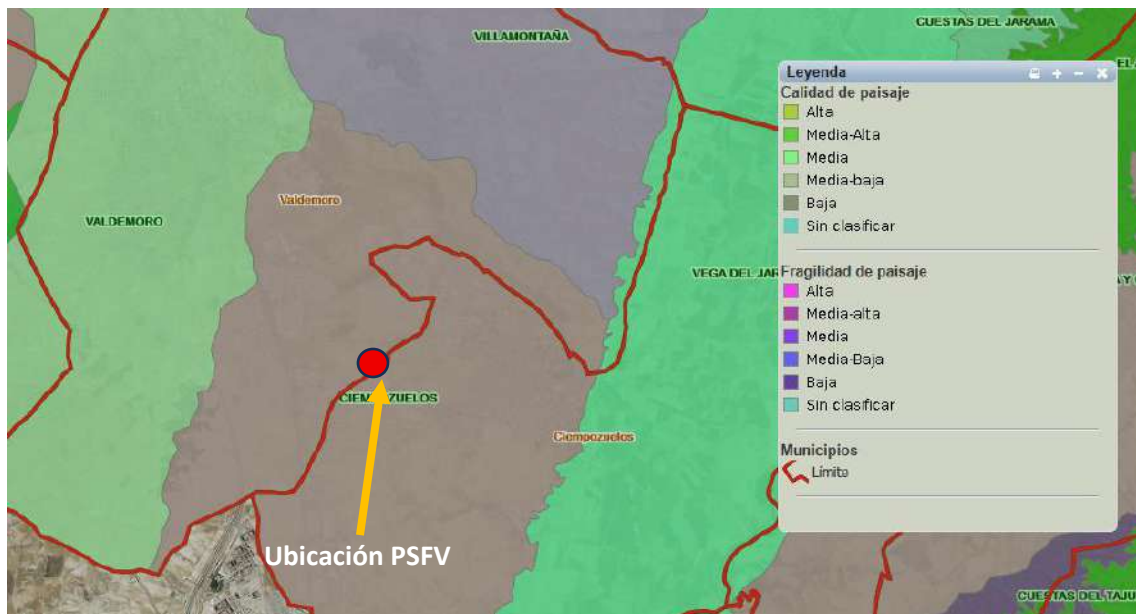 CUESTAS DEL JARAMA
VILLAMONTAÑA
Valdemoro
VALDEMORO
VEGA DEL JAR
CIEMPOZUELOS
Ciempozuelos
Ubicación PSFV
Leyenda
Calidad de paisaje
Alta
Media-Alta
Media
Media-baja
Baja
Sin clasificar
Fragilidad de paisaje
Alta
Media-alta
Media
Media-Baja
Baja
Sin clasificar
Municipios
Límite
EL
Y
CUESTAS DEL TAJU